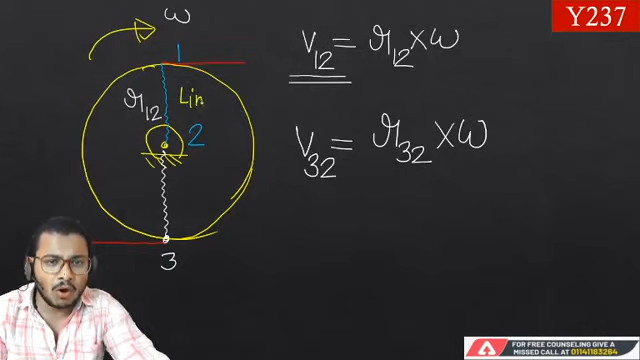 Y237
ω
1
r12
Lin
2
3
V12 = r12 × ω
V32 = r32 × ω
FOR FREE COUNSELING GIVE A
MISSED CALL AT 01141183264